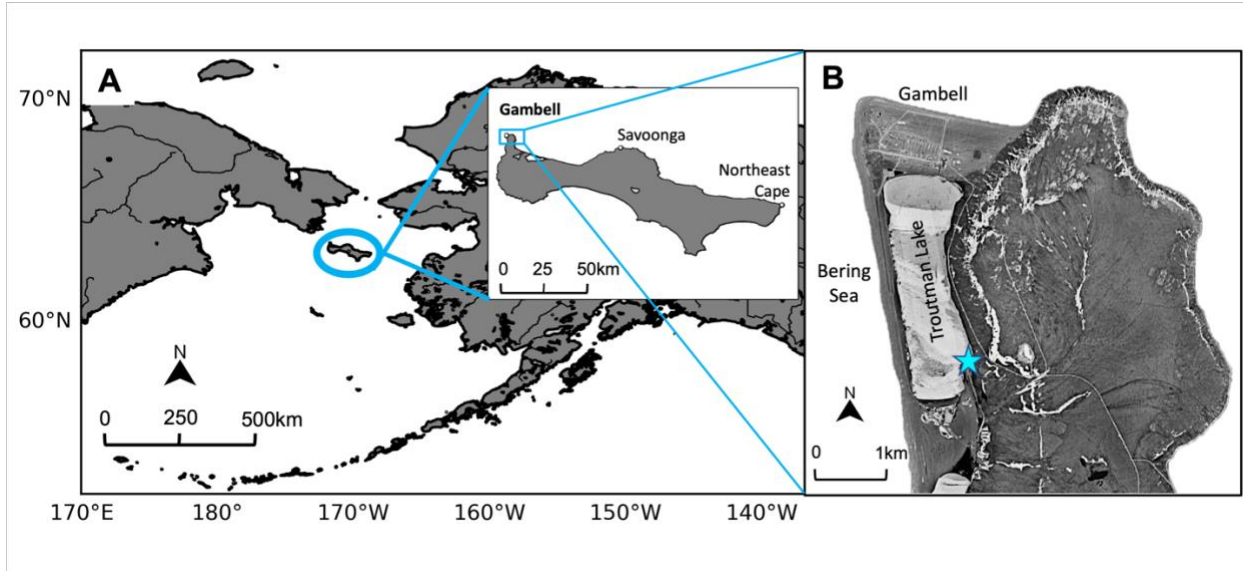 A
70°N
60°N
N
0 250 500km
170°E 180° 170°W 160°W 150°W 140°W
Gambell
Savoonga
Northeast
Cape
0 25 50km
B
Gambell
Bering
Sea
Troutman Lake
N
0 1km